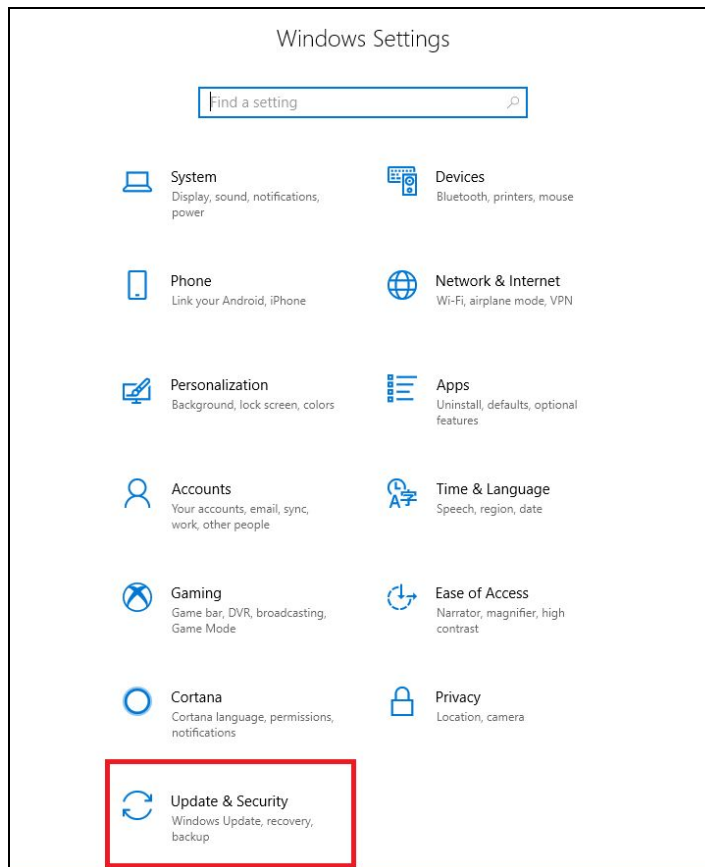 Windows Settings
Find a setting
System
Display, sound, notifications,
power
Devices
Bluetooth, printers, mouse
Phone
Link your Android, iPhone
Network & Internet
Wi-Fi, airplane mode, VPN
Personalization
Background, lock screen, colors
Apps
Uninstall, defaults, optional
features
Accounts
Your accounts, email, sync,
work, other people
Time & Language
Speech, region, date
Gaming
Game bar, DVR, broadcasting,
Game Mode
Ease of Access
Narrator, magnifier, high
contrast
Cortana
Cortana language, permissions,
notifications
Privacy
Location, camera
Update & Security
Windows Update, recovery,
backup